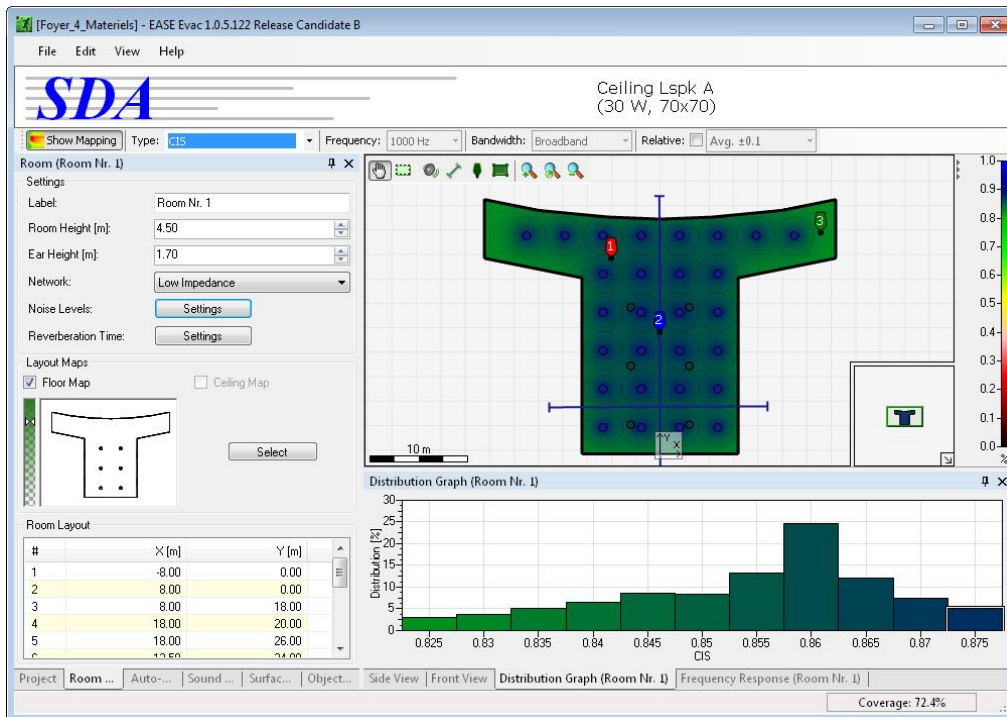 [Foyer_4_Materiels] - EASE Evac 1.0.5.122 Release Candidate B
File Edit View Help
SDA
Ceiling Lspk A
(30 W, 70x70)
Show Mapping Type: CIS Frequency: 1000 Hz Bandwidth: Broadband Relative: Avg. ±0.1
Room (Room Nr. 1)
Settings
Label: Room Nr. 1
Room Height [m]: 4.50
Ear Height [m]: 1.70
Network: Low Impedance
Noise Levels: Settings
Reverberation Time: Settings
Layout Maps
Floor Map Ceiling Map
Select
Room Layout
# X [m] Y [m]
1 -8.00 0.00
2 8.00 0.00
3 8.00 18.00
4 18.00 20.00
5 18.00 26.00
Project Room ... Auto-... Sound ... Surfac... Object...
1
2
3
Y
X
10 m
1.0
0.9
0.8
0.7
0.6
0.5
0.4
0.3
0.2
0.1
0.0
%
Distribution Graph (Room Nr. 1)
Distribution [%]
30
25
20
15
10
5
0
0.825 0.83 0.835 0.84 0.845 0.85 0.855 0.86 0.865 0.87 0.875
CIS
Side View Front View Distribution Graph (Room Nr. 1) Frequency Response (Room Nr. 1)
Coverage: 72.4%